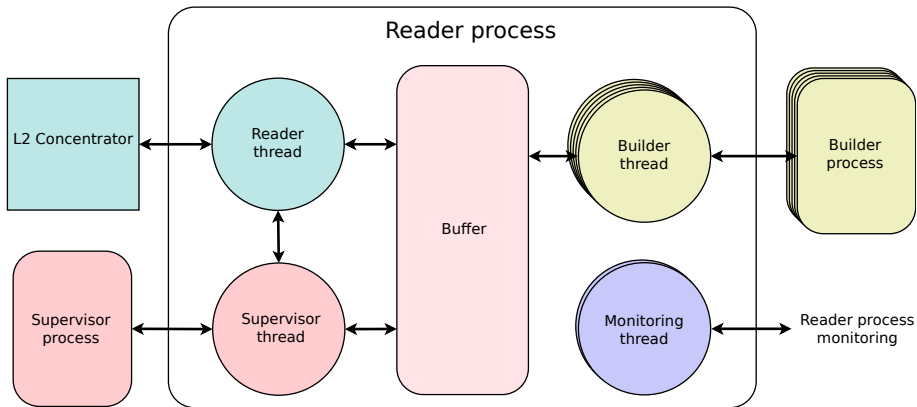 Reader process
L2 Concentrator
Reader
thread
Builder
thread
Builder
process
Buffer
Supervisor
process
Supervisor
thread
Monitoring
thread
Reader process
monitoring